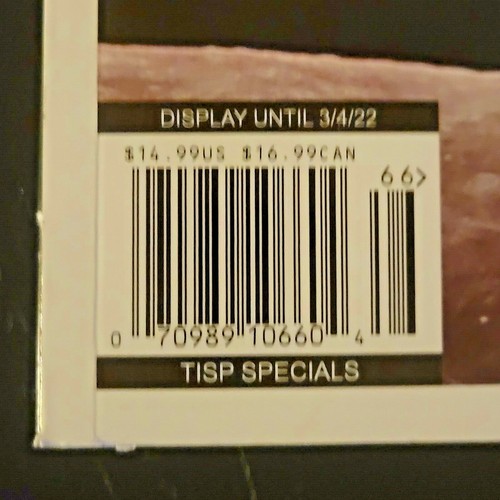 DISPLAY UNTIL 3/4/22
$14.99US $16.99CAN
66>
0 70989 10660 4
TISP SPECIALS